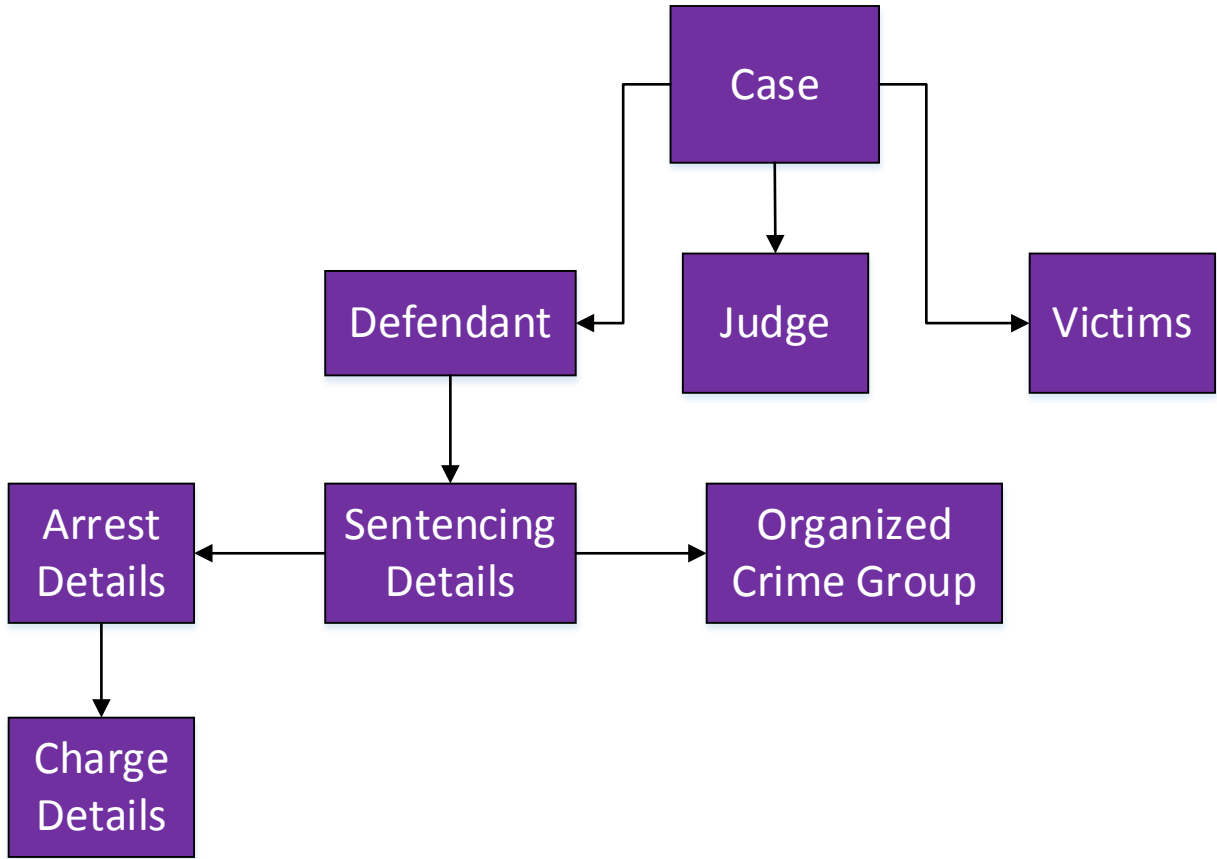 Case
Defendant
Judge
Victims
Arrest
Details
Sentencing
Details
Organized
Crime Group
Charge
Details